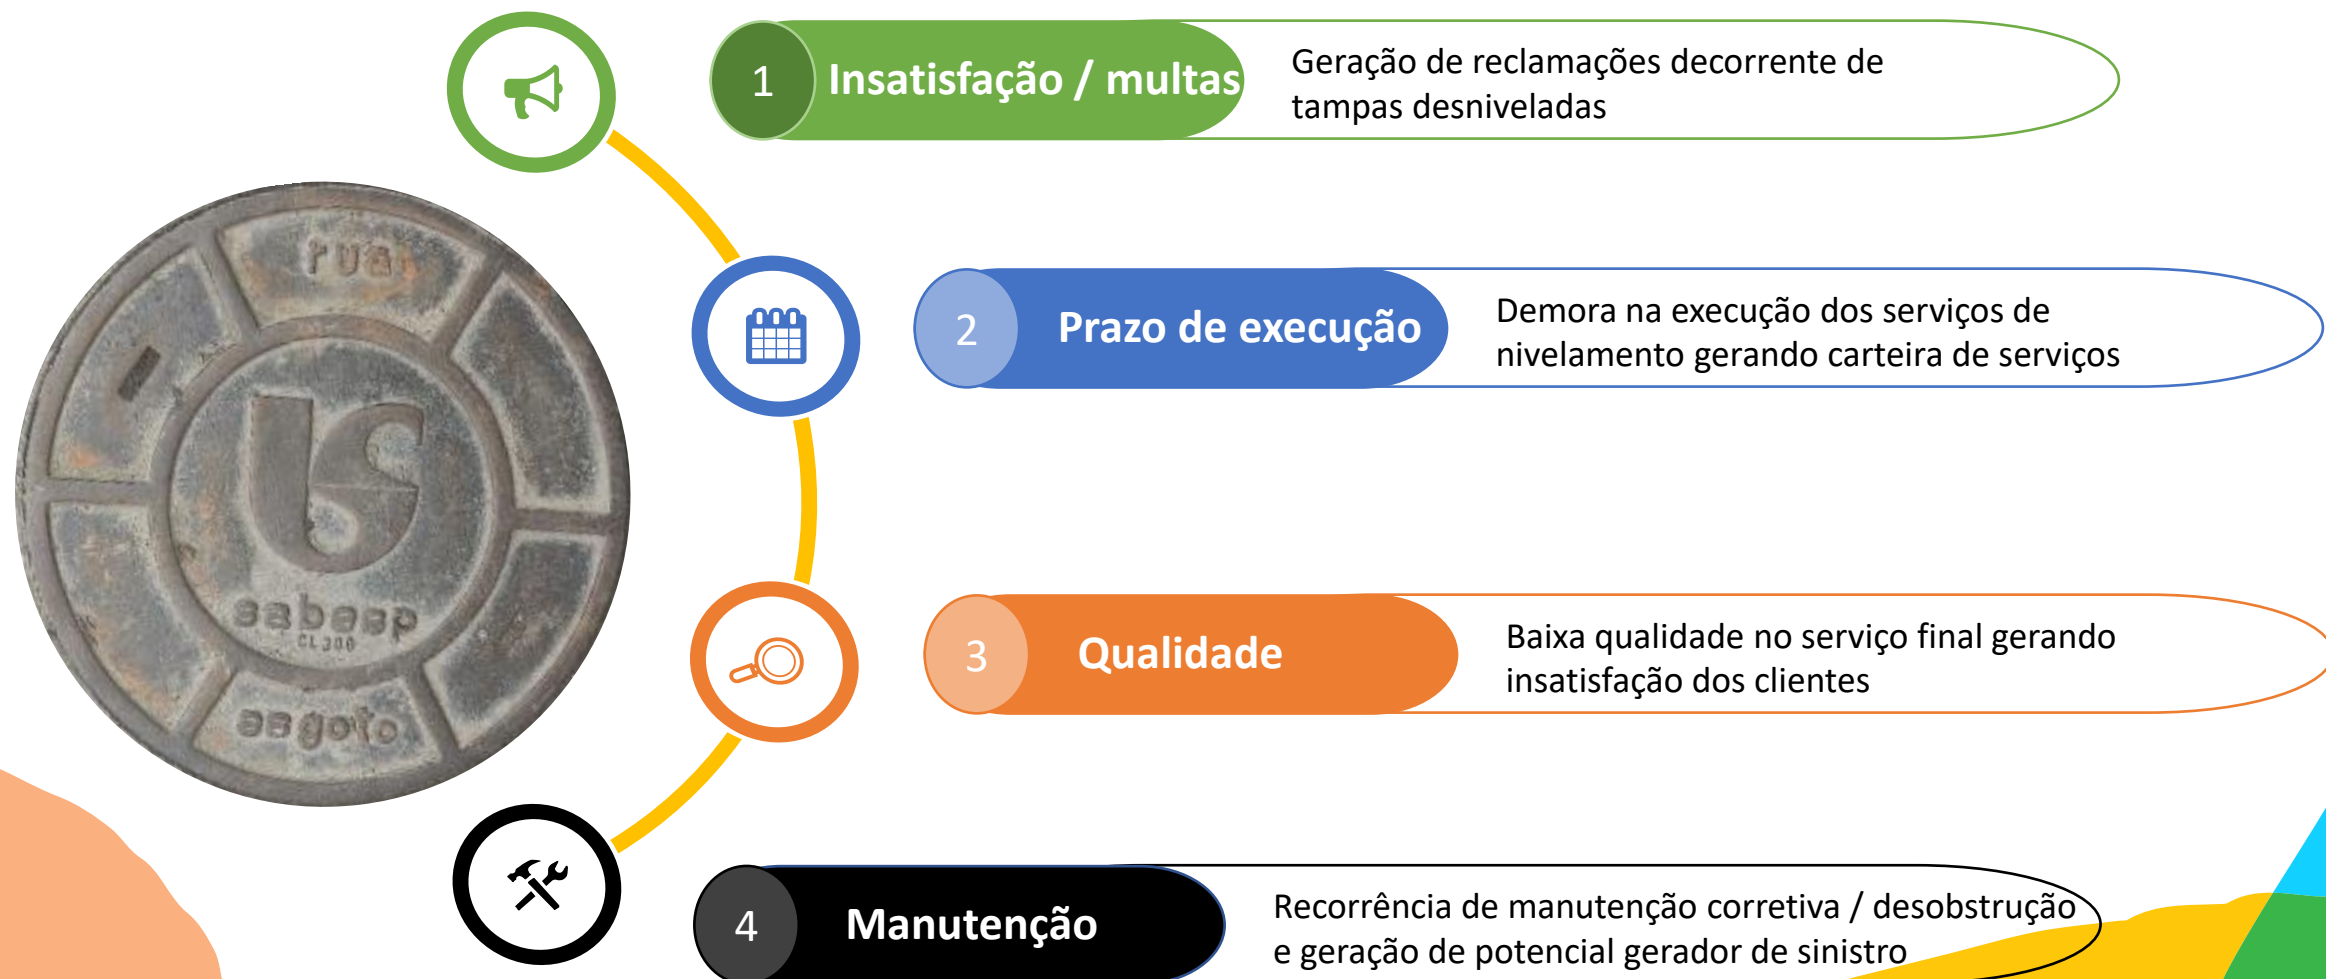 1
Insatisfação / multas
Geração de reclamações decorrente de
tampas desniveladas
2
Prazo de execução
Demora na execução dos serviços de
nivelamento gerando carteira de serviços
3
Qualidade
Baixa qualidade no serviço final gerando
insatisfação dos clientes
4
Manutenção
Recorrência de manutenção corretiva / desobstrução
e geração de potencial gerador de sinistro
rua
sabesp
CL300
esgoto